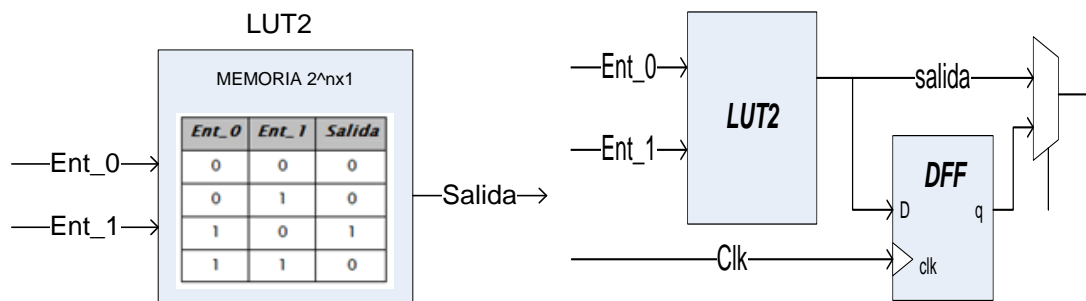 LUT2
MEMORIA 2^nx1
Ent_0 Ent_1 Salida
0 0 0
0 1 0
1 0 1
1 1 0
Ent_0
Ent_1
Salida
Ent_0
Ent_1
LUT2
salida
DFF
D q
Clk
clk